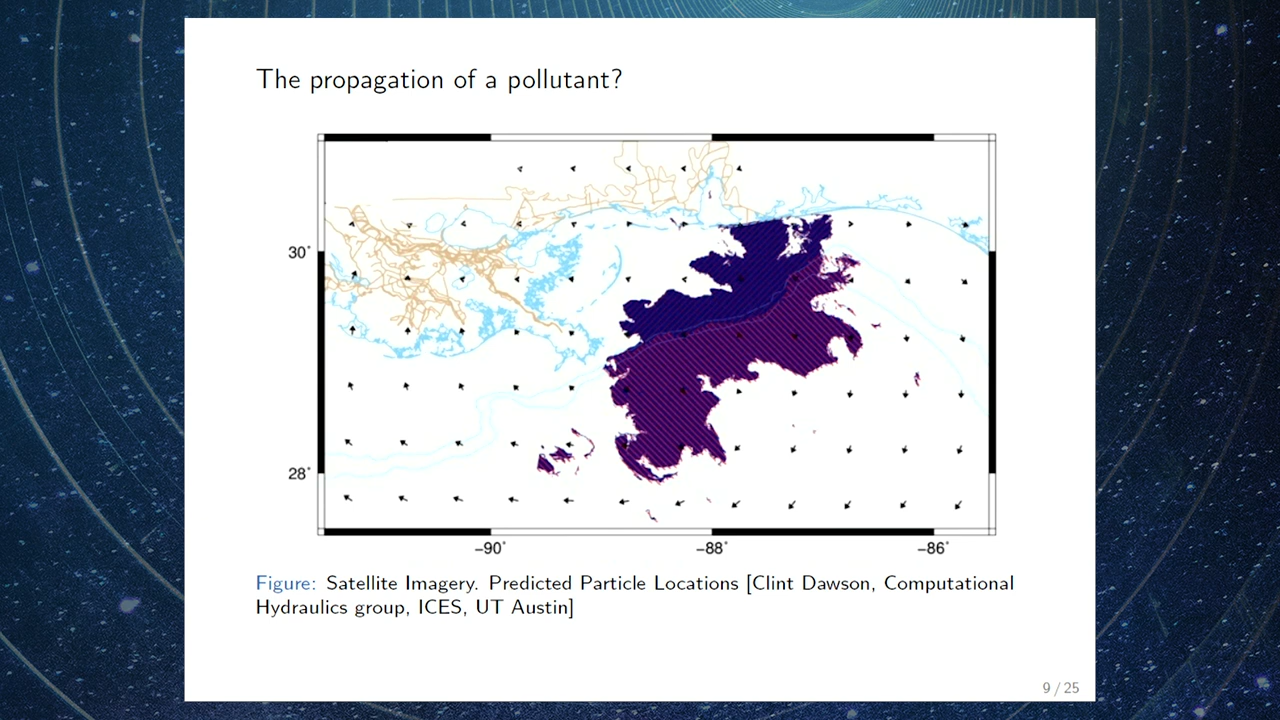 The propagation of a pollutant?
30°
28°
−90°
−88°
−86°
Figure: Satellite Imagery. Predicted Particle Locations [Clint Dawson, Computational
Hydraulics group, ICES, UT Austin]
9 / 25